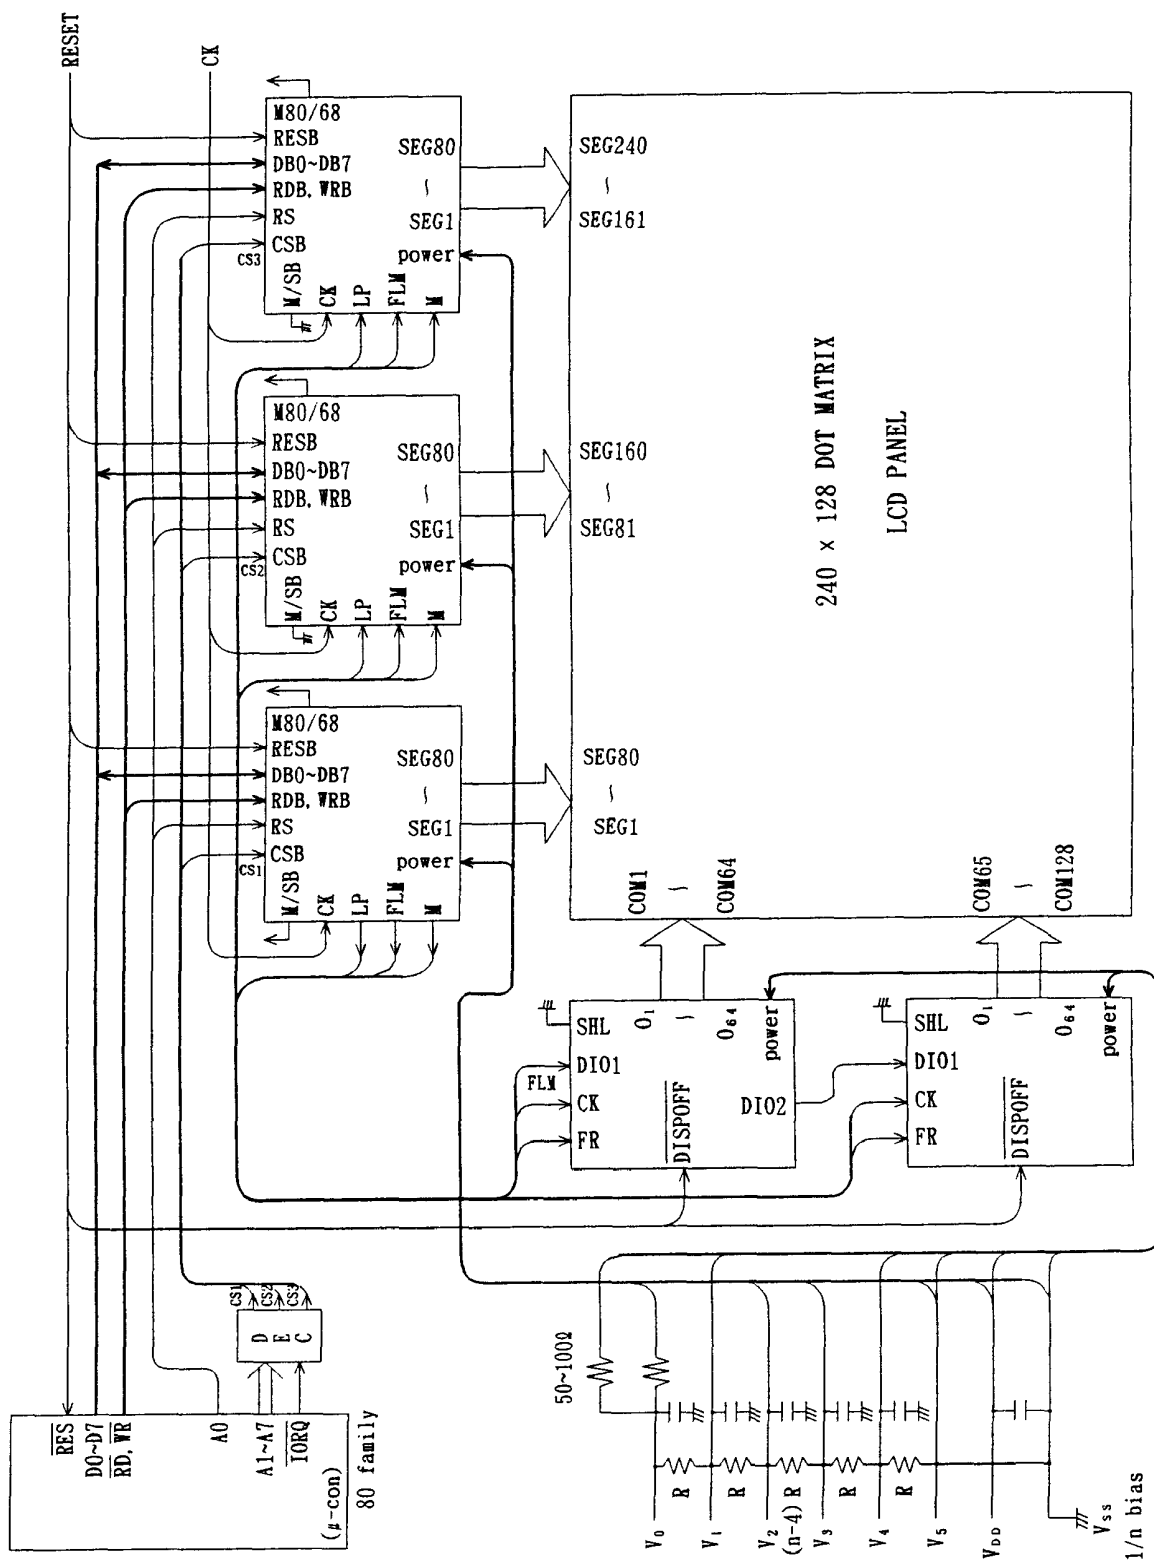 RESET
CK
M80/68
RESB
DB0~DB7
RDB, WRB
RS
CSB
CS3
M/SB
CK
LP
FLM
M
SEG80
~
SEG1
power
SEG240
~
SEG161
M80/68
RESB
DB0~DB7
RDB, WRB
RS
CSB
CS2
M/SB
CK
LP
FLM
M
SEG80
~
SEG1
power
SEG160
~
SEG81
M80/68
RESB
DB0~DB7
RDB, WRB
RS
CSB
CS1
M/SB
CK
LP
FLM
M
SEG80
~
SEG1
power
SEG80
~
SEG1
240 x 128 DOT MATRIX
LCD PANEL
COM1
~
COM64
COM65
~
COM128
SHL
DIO1
FLM
CK
FR
O1
~
O64
power
DIO2
DISPOFF
SHL
DIO1
CK
FR
O1
~
O64
power
DISPOFF
RES
D0~D7
RD, WR
A0
A1~A7
IORQ
(μ-con)
80 family
DEC
CS1
CS2
CS3
50~100Ω
R
R
R
R
R
V0
V1
V2
(n-4)
V3
V4
V5
VDD
VSS
1/n bias